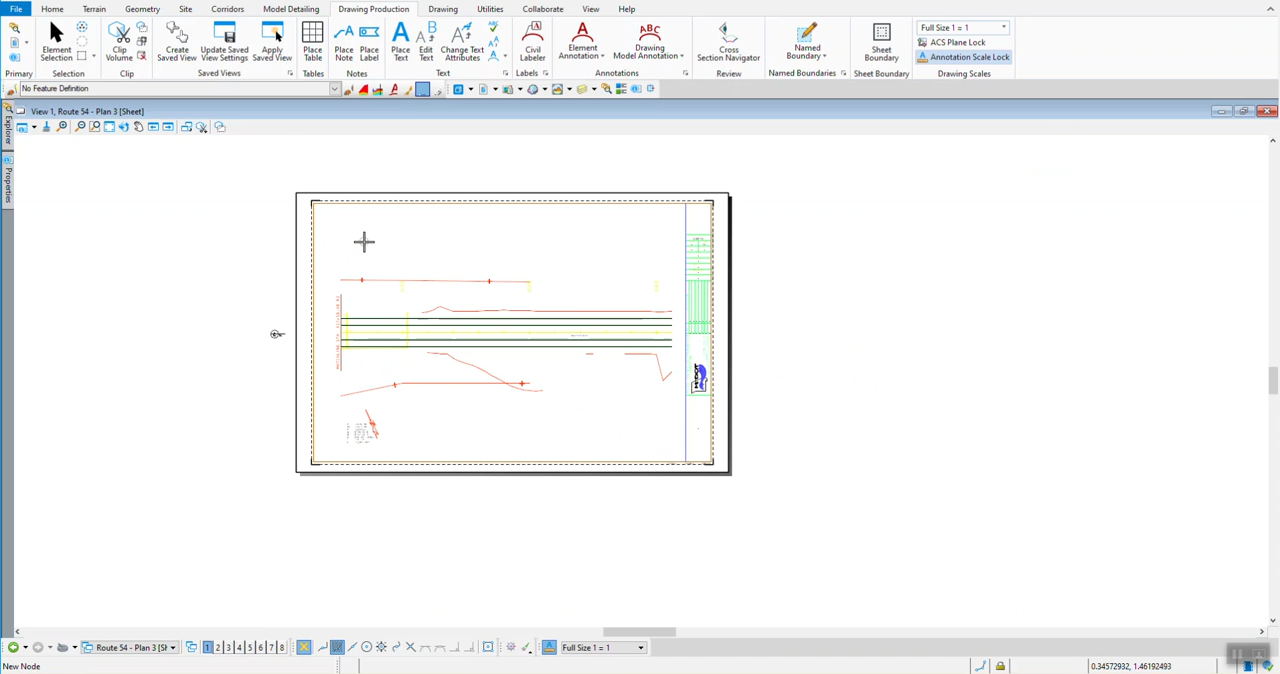 File Home Terrain Geometry Site Corridors Model Detailing Drawing Production Drawing Utilities Collaborate View Help
Element Selection
Clip Volume
Create Saved View
Update Saved View Settings
Apply Saved View
Place Table
Place Note
Place Label
Place Text
Edit Text
Change Text Attributes
Civil Labeler
Element Annotation
Drawing Model Annotation
Cross Section Navigator
Named Boundary
Sheet Boundary
Full Size 1 = 1
ACS Plane Lock
Annotation Scale Lock
Primary Selection Clip Saved Views Tables Notes Text Labels Annotations Review Named Boundaries Sheet Boundary Drawing Scales
No Feature Definition
View 1, Route 54 - Plan 3 [Sheet]
Explorer
Properties
Route 54 - Plan 3 [Sh
1 2 3 4 5 6 7 8
Full Size 1 = 1
New Node
0.34572932, 1.46192493